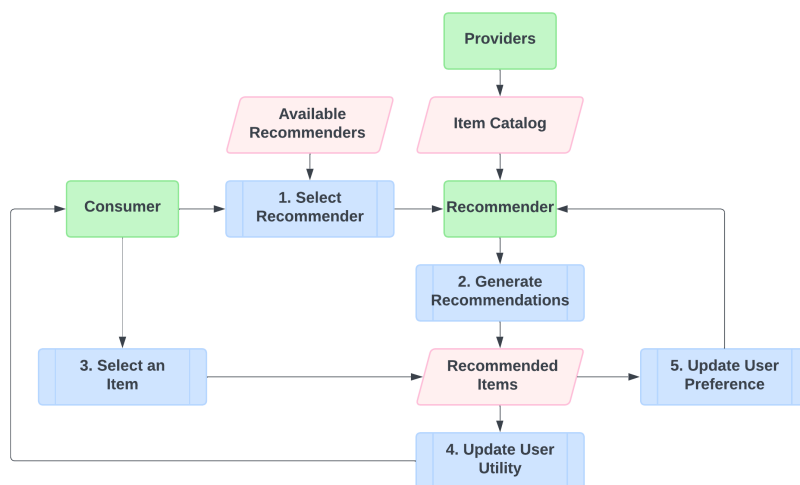 Providers
Available
Recommenders
Item Catalog
Consumer
1. Select
Recommender
Recommender
2. Generate
Recommendations
3. Select an
Item
Recommended
Items
5. Update User
Preference
4. Update User
Utility